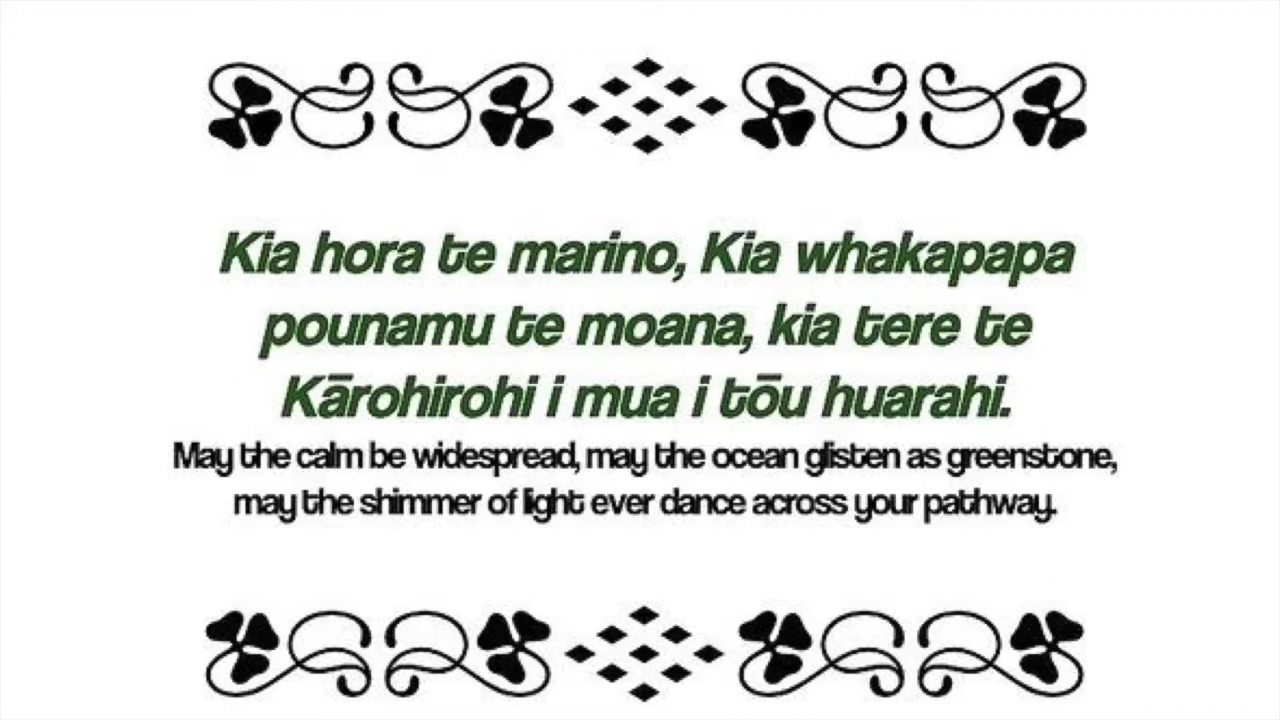 Kia hora te marino, Kia whakapapa
pounamu te moana, kia tere te
Kārohirohi i mua i tōu huarahi.
May the calm be widespread, may the ocean glisten as greenstone,
may the shimmer of light ever dance across your pathway.